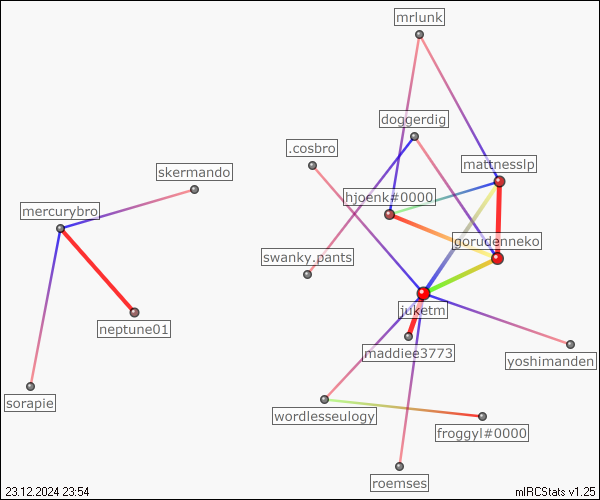 mrlunk
doggerdig
.cosbro
mattnesslp
skermando
hjoenk#0000
mercurybro
gorudenneko
swanky.pants
juketm
neptune01
maddiee3773
yoshimanden
sorapie
wordlesseulogy
froggyl#0000
roemses
23.12.2024 23:54
mIRCStats v1.25